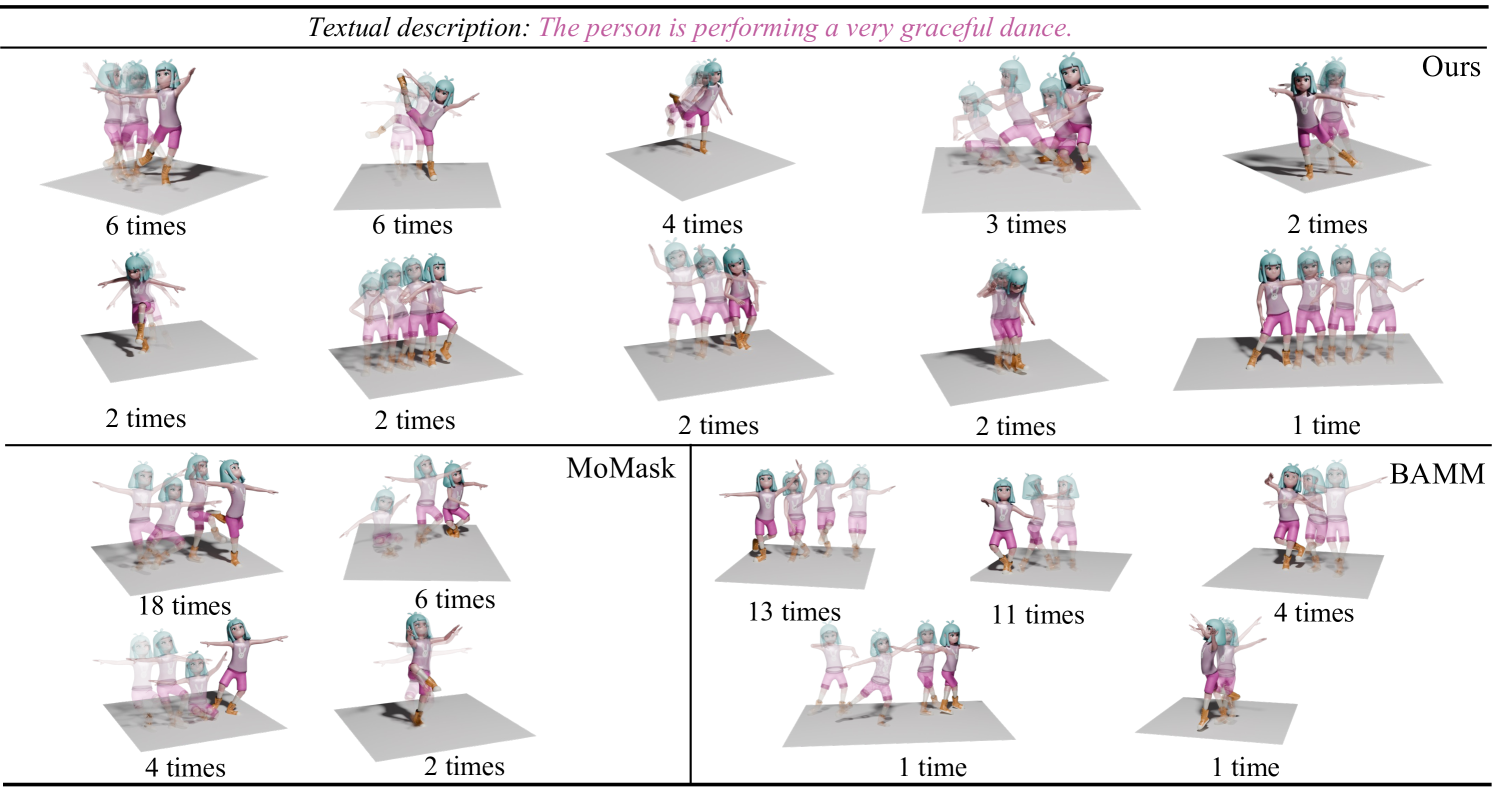 Textual description: The person is performing a very graceful dance.
Ours
6 times
6 times
4 times
3 times
2 times
2 times
2 times
2 times
2 times
1 time
MoMask
18 times
6 times
4 times
2 times
BAMM
13 times
11 times
4 times
1 time
1 time